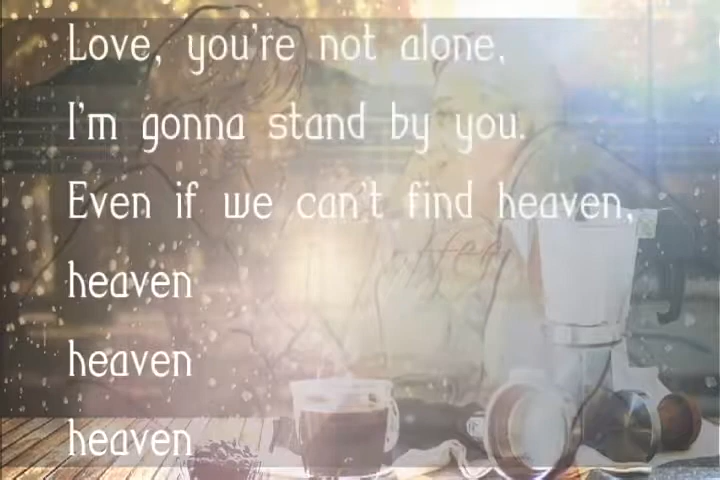 Love, you're not alone,
I'm gonna stand by you.
Even if we can't find heaven,
heaven
heaven
heaven